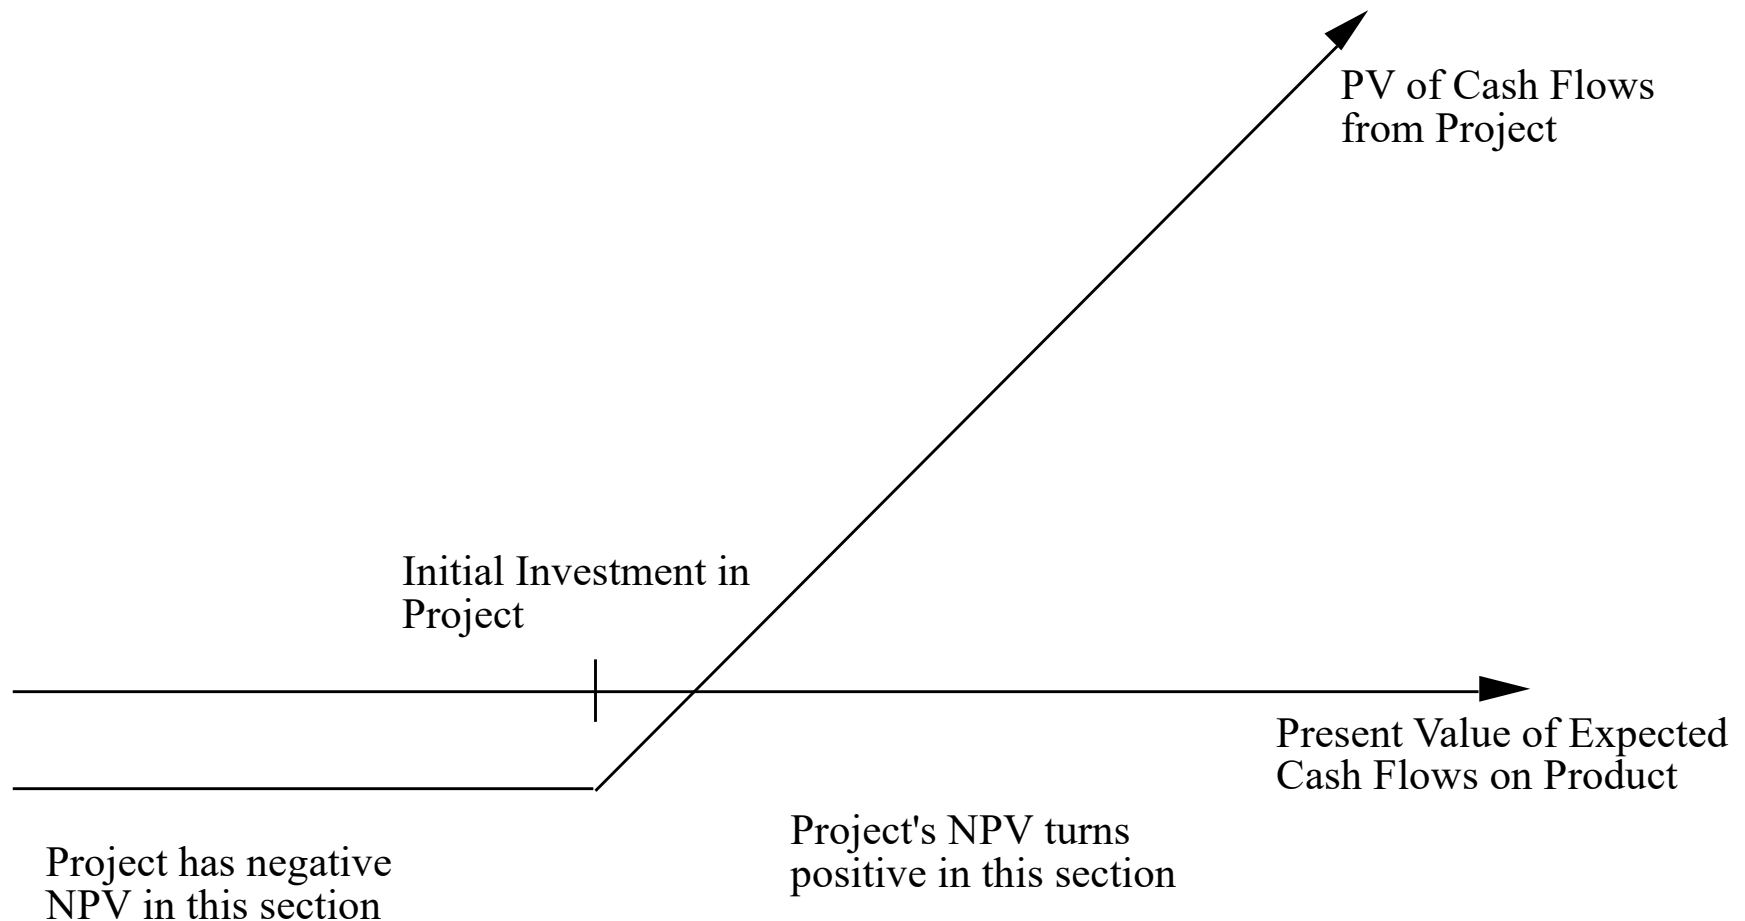 PV of Cash Flows
from Project
Initial Investment in
Project
Present Value of Expected
Cash Flows on Product
Project's NPV turns
positive in this section
Project has negative
NPV in this section